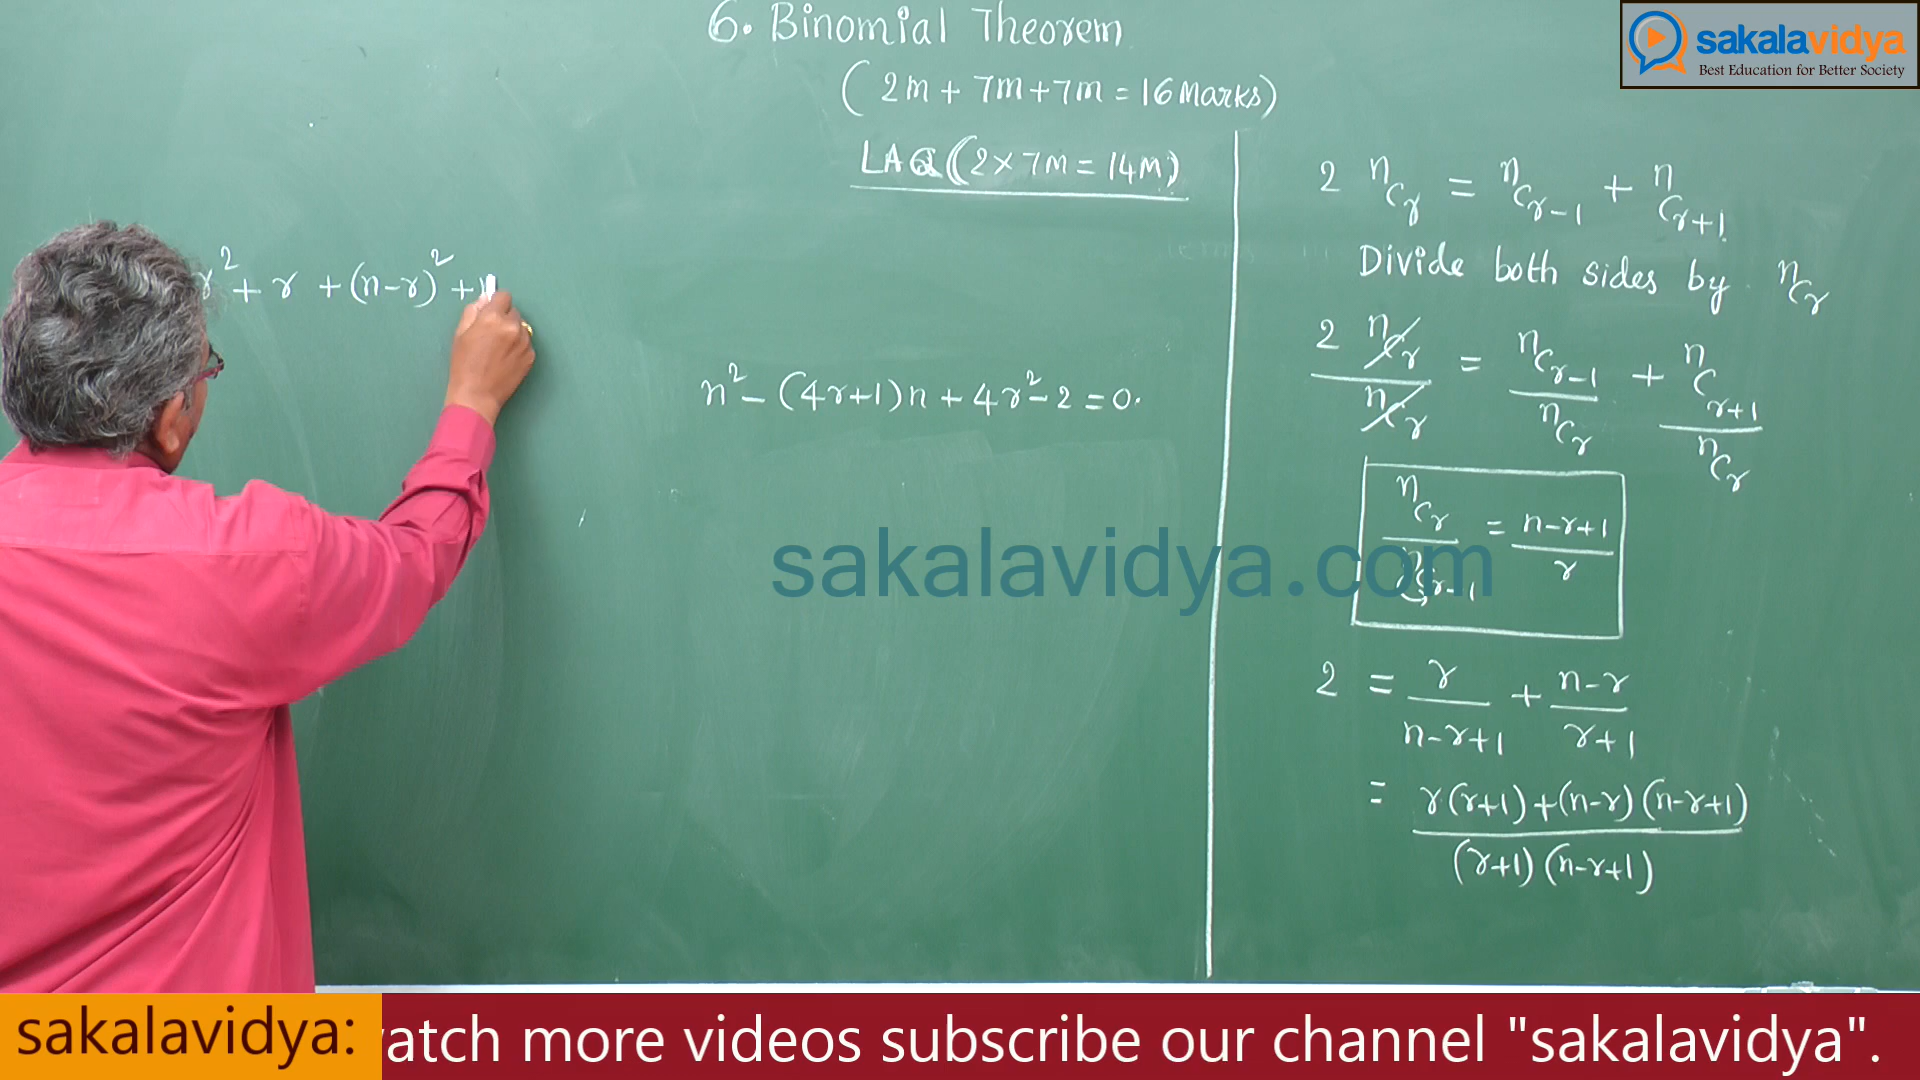 6. Binomial Theorem
(2m + 7m + 7m = 16 Marks)
LAQ (2 × 7M = 14M)
r² + r + (n-r)² + n
n² - (4r+1)n + 4r² - 2 = 0.
2 nCr = nCr-1 + nCr+1
Divide both sides by nCr
2 nCr / nCr = nCr-1 / nCr + nCr+1 / nCr
nCr / nCr-1 = n-r+1 / r
2 = r / n-r+1 + n-r / r+1
= r(r+1)+(n-r)(n-r+1) / (r+1)(n-r+1)
sakalavidya
Best Education for Better Society
sakalavidya.com
sakalavidya: watch more videos subscribe our channel "sakalavidya".